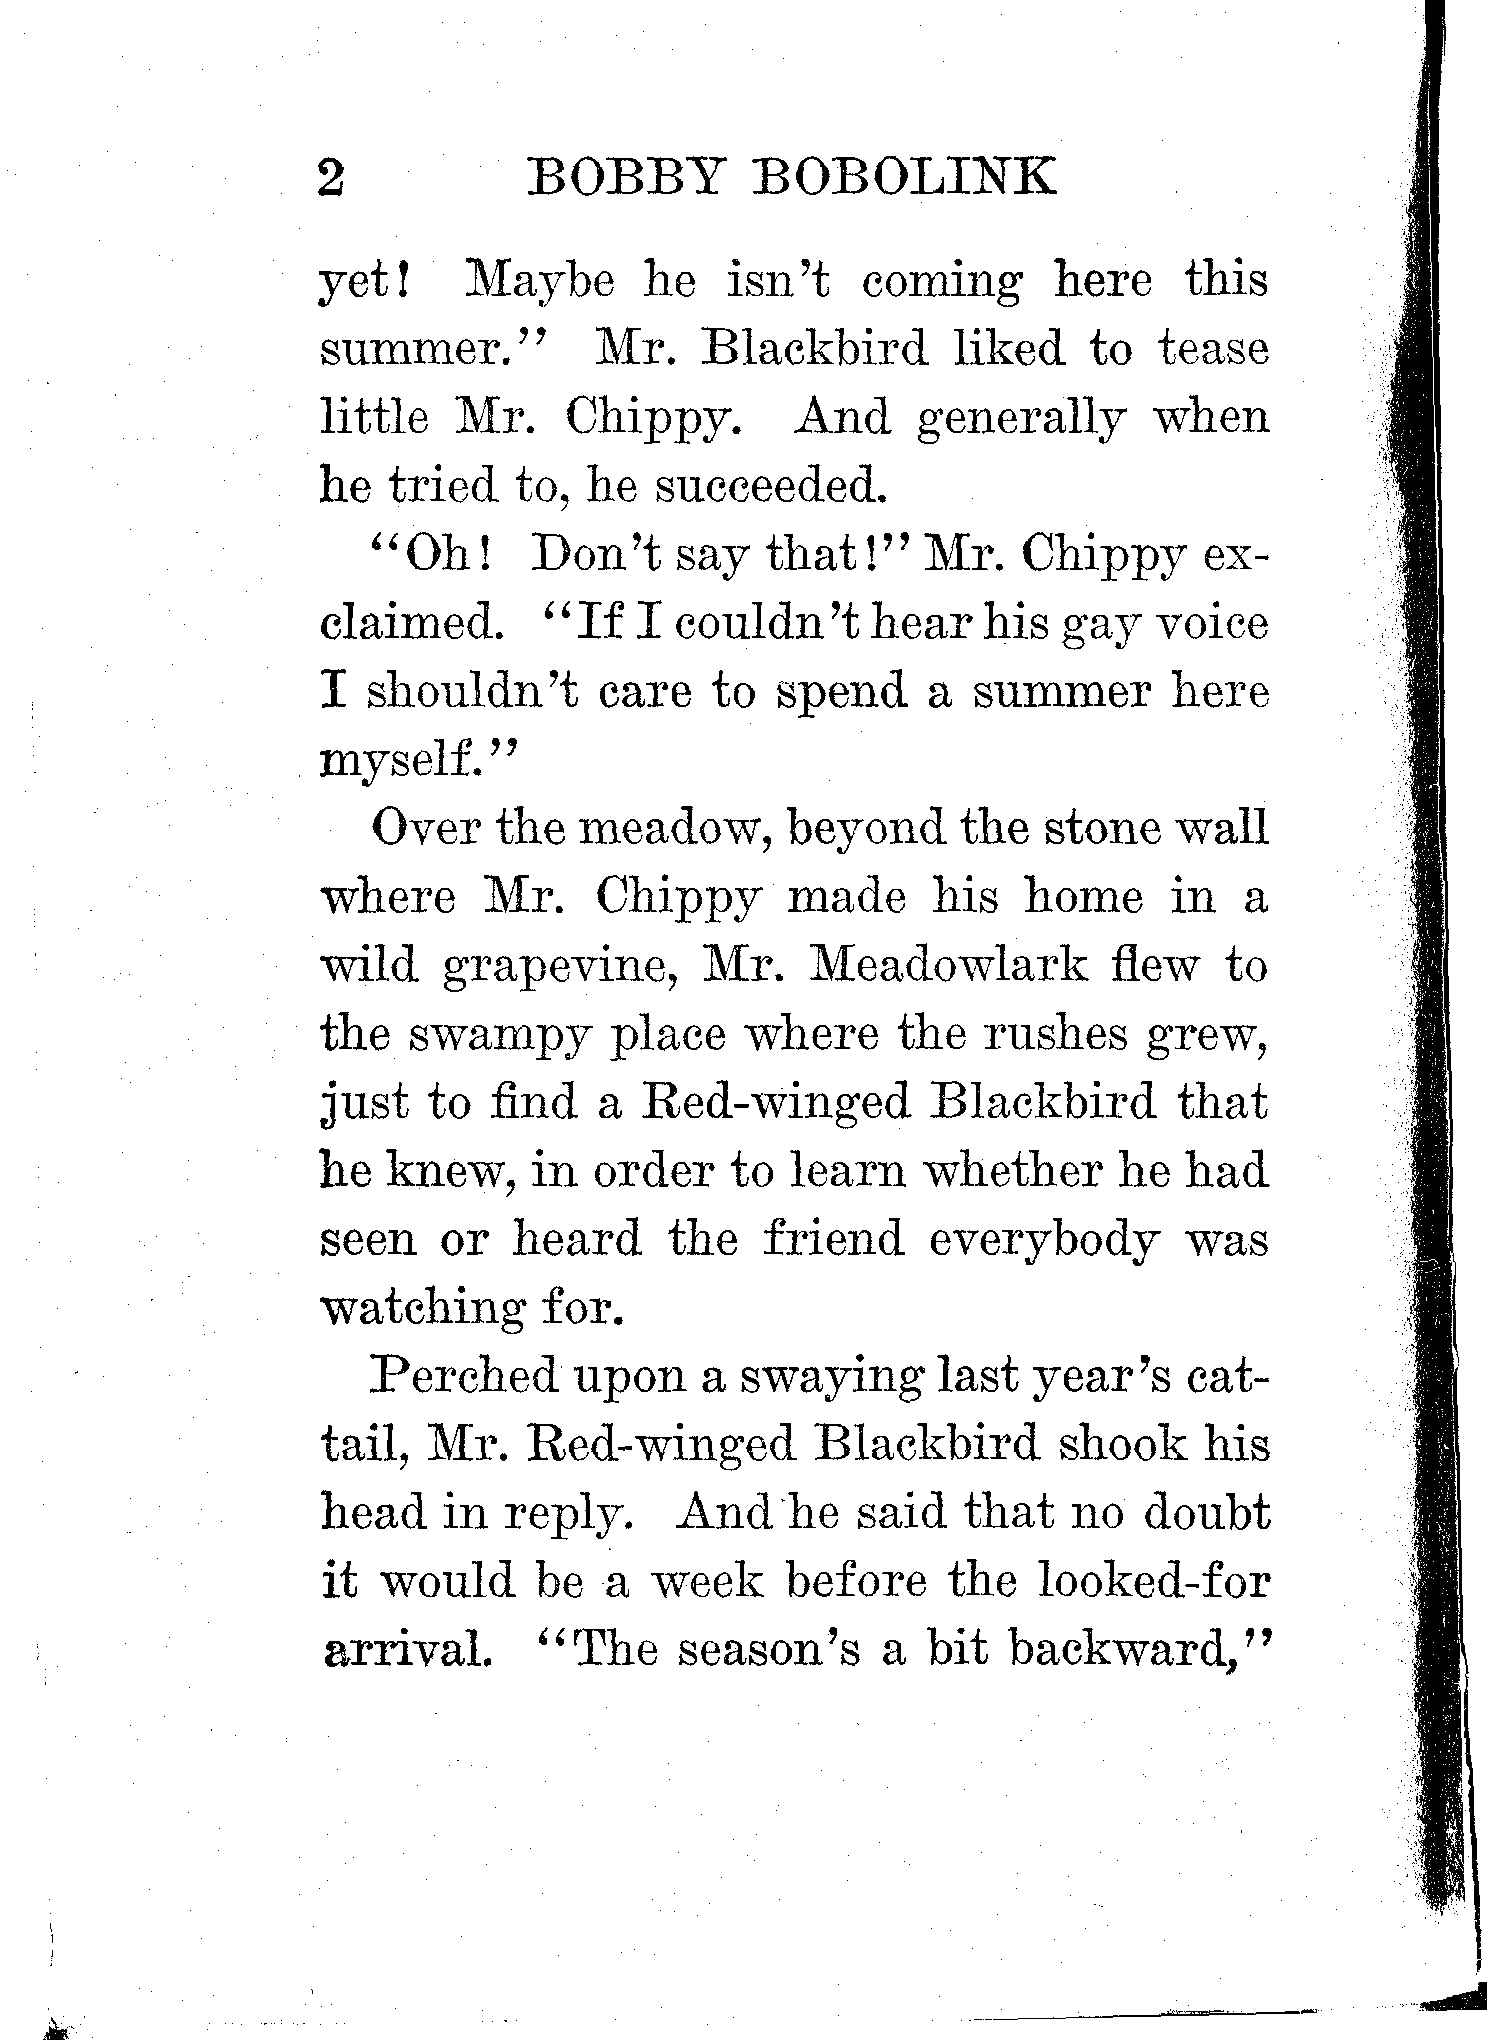 2 BOBBY BOBOLINK
yet! Maybe he isn't coming here this
summer." Mr. Blackbird liked to tease
little Mr. Chippy. And generally when
he tried to, he succeeded.
"Oh! Don't say that!" Mr. Chippy ex-
claimed. "If I couldn't hear his gay voice
I shouldn't care to spend a summer here
myself."
Over the meadow, beyond the stone wall
where Mr. Chippy made his home in a
wild grapevine, Mr. Meadowlark flew to
the swampy place where the rushes grew,
just to find a Red-winged Blackbird that
he knew, in order to learn whether he had
seen or heard the friend everybody was
watching for.
Perched upon a swaying last year's cat-
tail, Mr. Red-winged Blackbird shook his
head in reply. And he said that no doubt
it would be a week before the looked-for
arrival. "The season's a bit backward,"